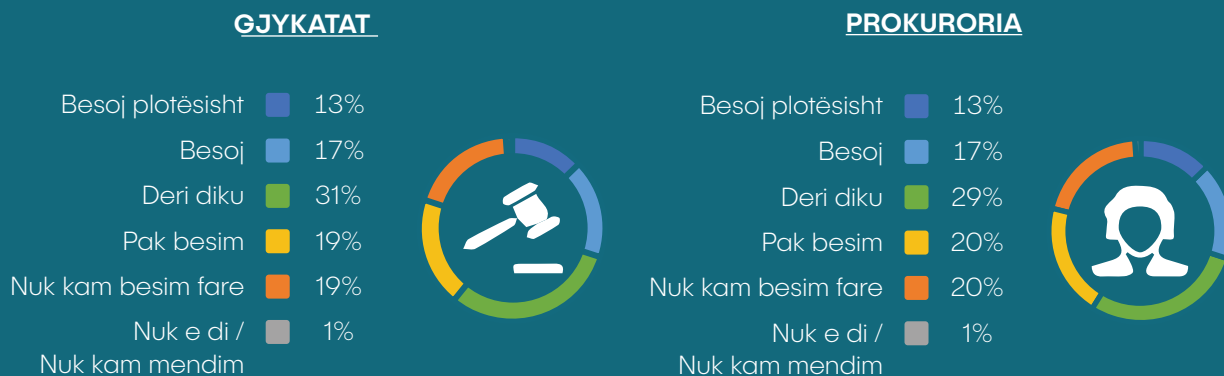 GJYKATAT
Besoj plotësisht 13%
Besoj 17%
Deri diku 31%
Pak besim 19%
Nuk kam besim fare 19%
Nuk e di / 1%
Nuk kam mendim
PROKURORIA
Besoj plotësisht 13%
Besoj 17%
Deri diku 29%
Pak besim 20%
Nuk kam besim fare 20%
Nuk e di / 1%
Nuk kam mendim